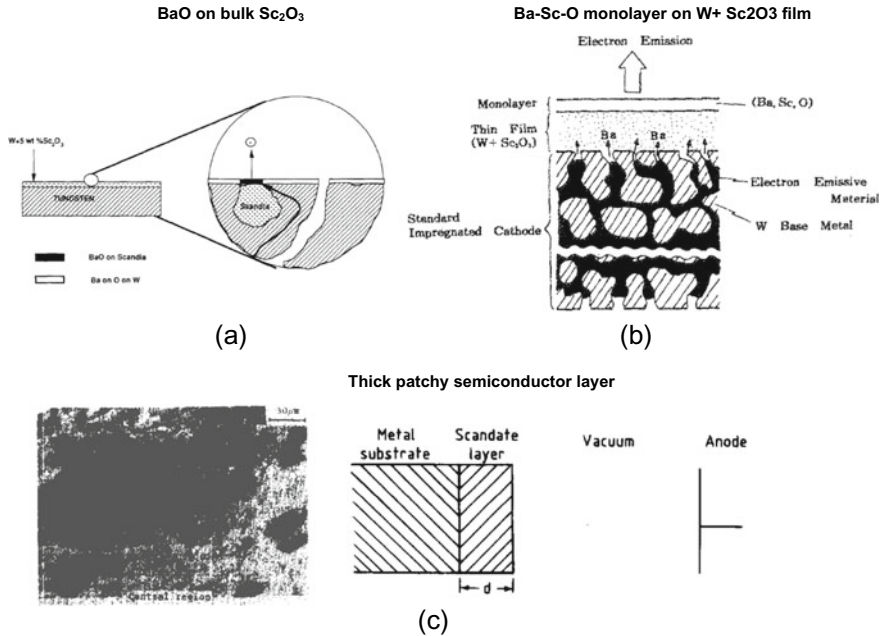 BaO on bulk Sc₂O₃
W+5 wt %Sc₂O₃
TUNGSTEN
Scandia
BaO on Scandia
Ba on O on W
(a)
Ba-Sc-O monolayer on W+ Sc2O3 film
Electron Emission
Monolayer
(Ba, Sc, O)
Thin Film
(W+ Sc₂O₃)
Ba
Ba
Electron Emissive
Material
Standard
Impregnated Cathode
W Base Metal
(b)
Thick patchy semiconductor layer
Central region
Metal
substrate
Scandate
layer
Vacuum
Anode
d
(c)